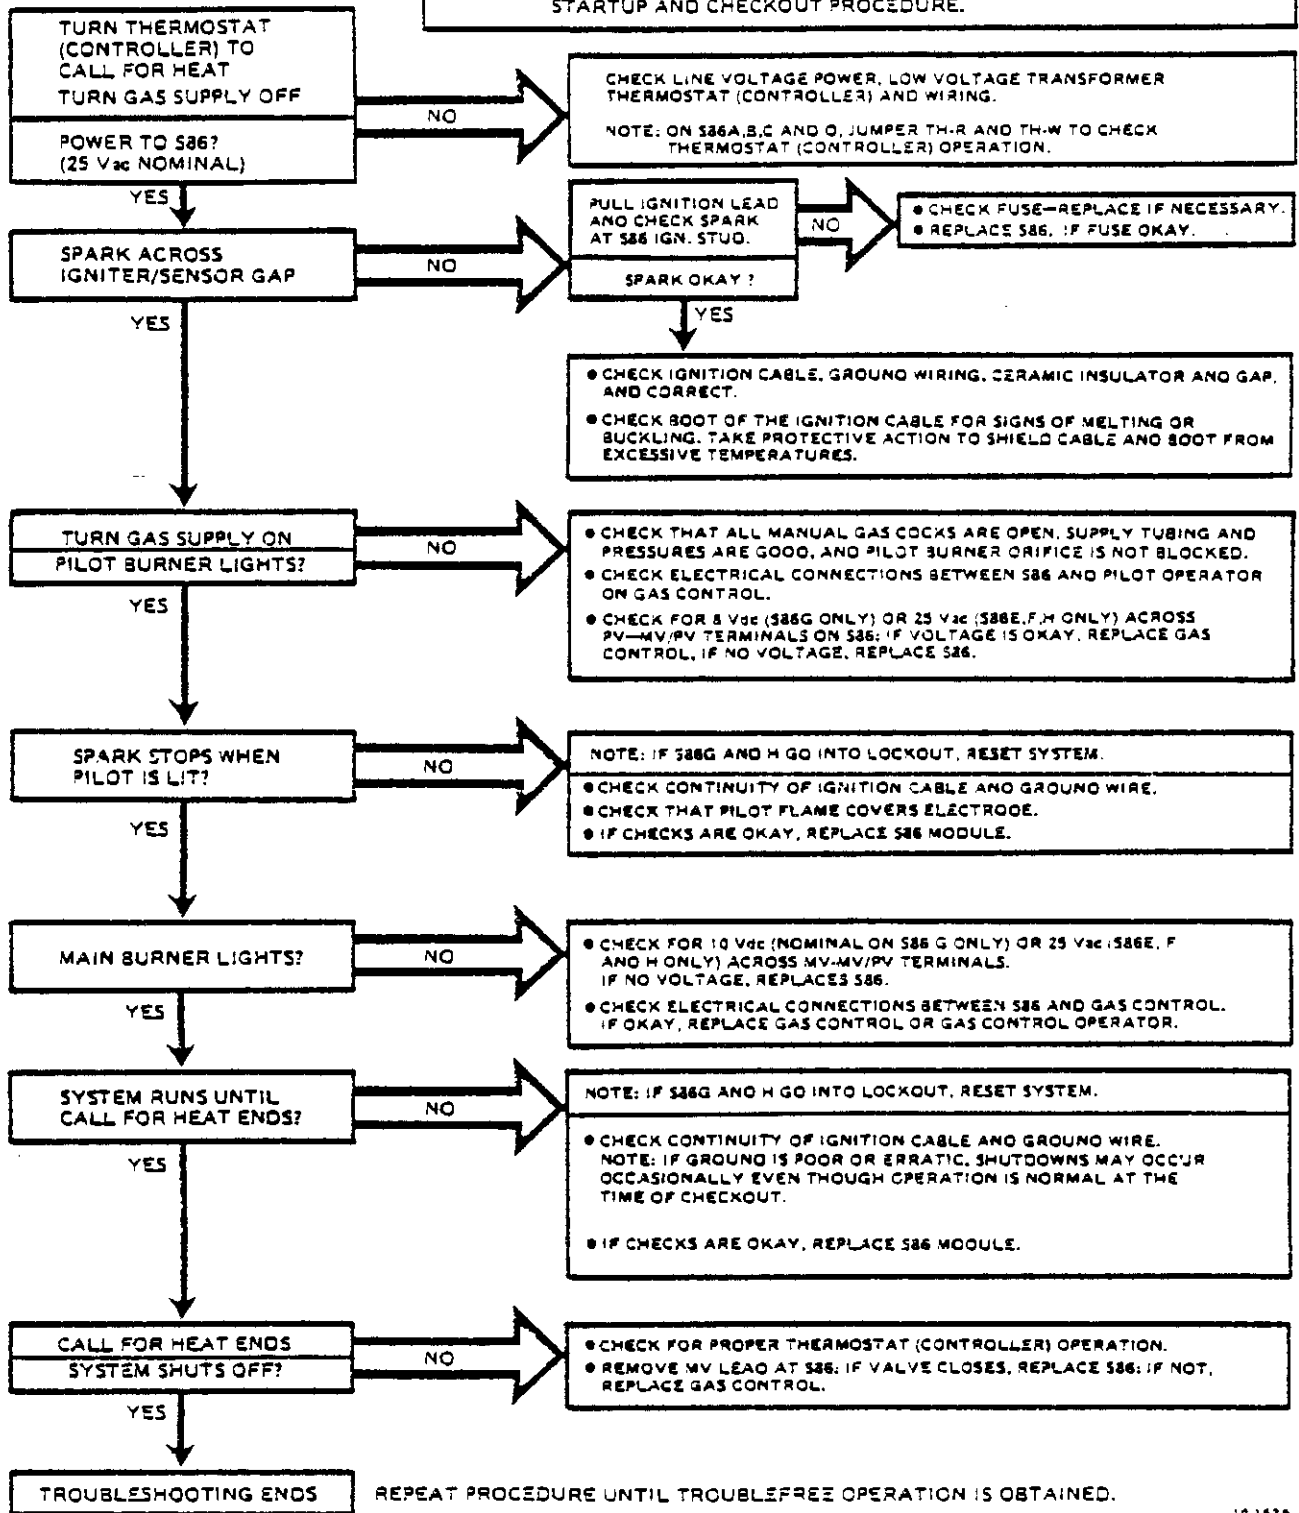 STARTUP AND CHECKOUT PROCEDURE.
TURN THERMOSTAT
(CONTROLLER) TO
CALL FOR HEAT
TURN GAS SUPPLY OFF
POWER TO S86?
(25 Vac NOMINAL)
NO
CHECK LINE VOLTAGE POWER, LOW VOLTAGE TRANSFORMER
THERMOSTAT (CONTROLLER) AND WIRING.
NOTE: ON S86A,B,C AND D, JUMPER TH-R AND TH-W TO CHECK
THERMOSTAT (CONTROLLER) OPERATION.
YES
SPARK ACROSS
IGNITER/SENSOR GAP
NO
PULL IGNITION LEAD
AND CHECK SPARK
AT S86 IGN. STUD.
SPARK OKAY ?
NO
• CHECK FUSE—REPLACE IF NECESSARY.
• REPLACE S86, IF FUSE OKAY.
YES
YES
• CHECK IGNITION CABLE, GROUND WIRING, CERAMIC INSULATOR AND GAP,
AND CORRECT.
• CHECK BOOT OF THE IGNITION CABLE FOR SIGNS OF MELTING OR
BUCKLING. TAKE PROTECTIVE ACTION TO SHIELD CABLE AND BOOT FROM
EXCESSIVE TEMPERATURES.
TURN GAS SUPPLY ON
PILOT BURNER LIGHTS?
NO
• CHECK THAT ALL MANUAL GAS COCKS ARE OPEN, SUPPLY TUBING AND
PRESSURES ARE GOOD, AND PILOT BURNER ORIFICE IS NOT BLOCKED.
• CHECK ELECTRICAL CONNECTIONS BETWEEN S86 AND PILOT OPERATOR
ON GAS CONTROL.
• CHECK FOR 8 Vdc (S86G ONLY) OR 25 Vac (S86E,F,H ONLY) ACROSS
PV—MV/PV TERMINALS ON S86; IF VOLTAGE IS OKAY, REPLACE GAS
CONTROL, IF NO VOLTAGE, REPLACE S86.
YES
SPARK STOPS WHEN
PILOT IS LIT?
NO
NOTE: IF S86G AND H GO INTO LOCKOUT, RESET SYSTEM.
• CHECK CONTINUITY OF IGNITION CABLE AND GROUND WIRE.
• CHECK THAT PILOT FLAME COVERS ELECTRODE.
• IF CHECKS ARE OKAY, REPLACE S86 MODULE.
YES
MAIN BURNER LIGHTS?
NO
• CHECK FOR 10 Vdc (NOMINAL ON S86 G ONLY) OR 25 Vac (S86E, F
AND H ONLY) ACROSS MV-MV/PV TERMINALS.
IF NO VOLTAGE, REPLACES S86.
• CHECK ELECTRICAL CONNECTIONS BETWEEN S86 AND GAS CONTROL.
IF OKAY, REPLACE GAS CONTROL OR GAS CONTROL OPERATOR.
YES
SYSTEM RUNS UNTIL
CALL FOR HEAT ENDS?
NO
NOTE: IF S86G AND H GO INTO LOCKOUT, RESET SYSTEM.
• CHECK CONTINUITY OF IGNITION CABLE AND GROUND WIRE.
NOTE: IF GROUND IS POOR OR ERRATIC, SHUTDOWNS MAY OCCUR
OCCASIONALLY EVEN THOUGH OPERATION IS NORMAL AT THE
TIME OF CHECKOUT.
• IF CHECKS ARE OKAY, REPLACE S86 MODULE.
YES
CALL FOR HEAT ENDS
SYSTEM SHUTS OFF?
NO
• CHECK FOR PROPER THERMOSTAT (CONTROLLER) OPERATION.
• REMOVE MV LEAD AT S86; IF VALVE CLOSES, REPLACE S86; IF NOT,
REPLACE GAS CONTROL.
YES
TROUBLESHOOTING ENDS
REPEAT PROCEDURE UNTIL TROUBLEFREE OPERATION IS OBTAINED.